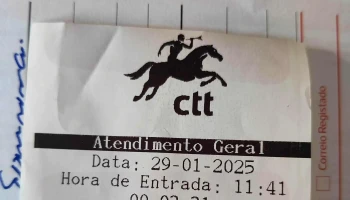 ctt
Atendimento Geral
Data: 29-01-2025
Hora de Entrada: 11:41
Correio Registado